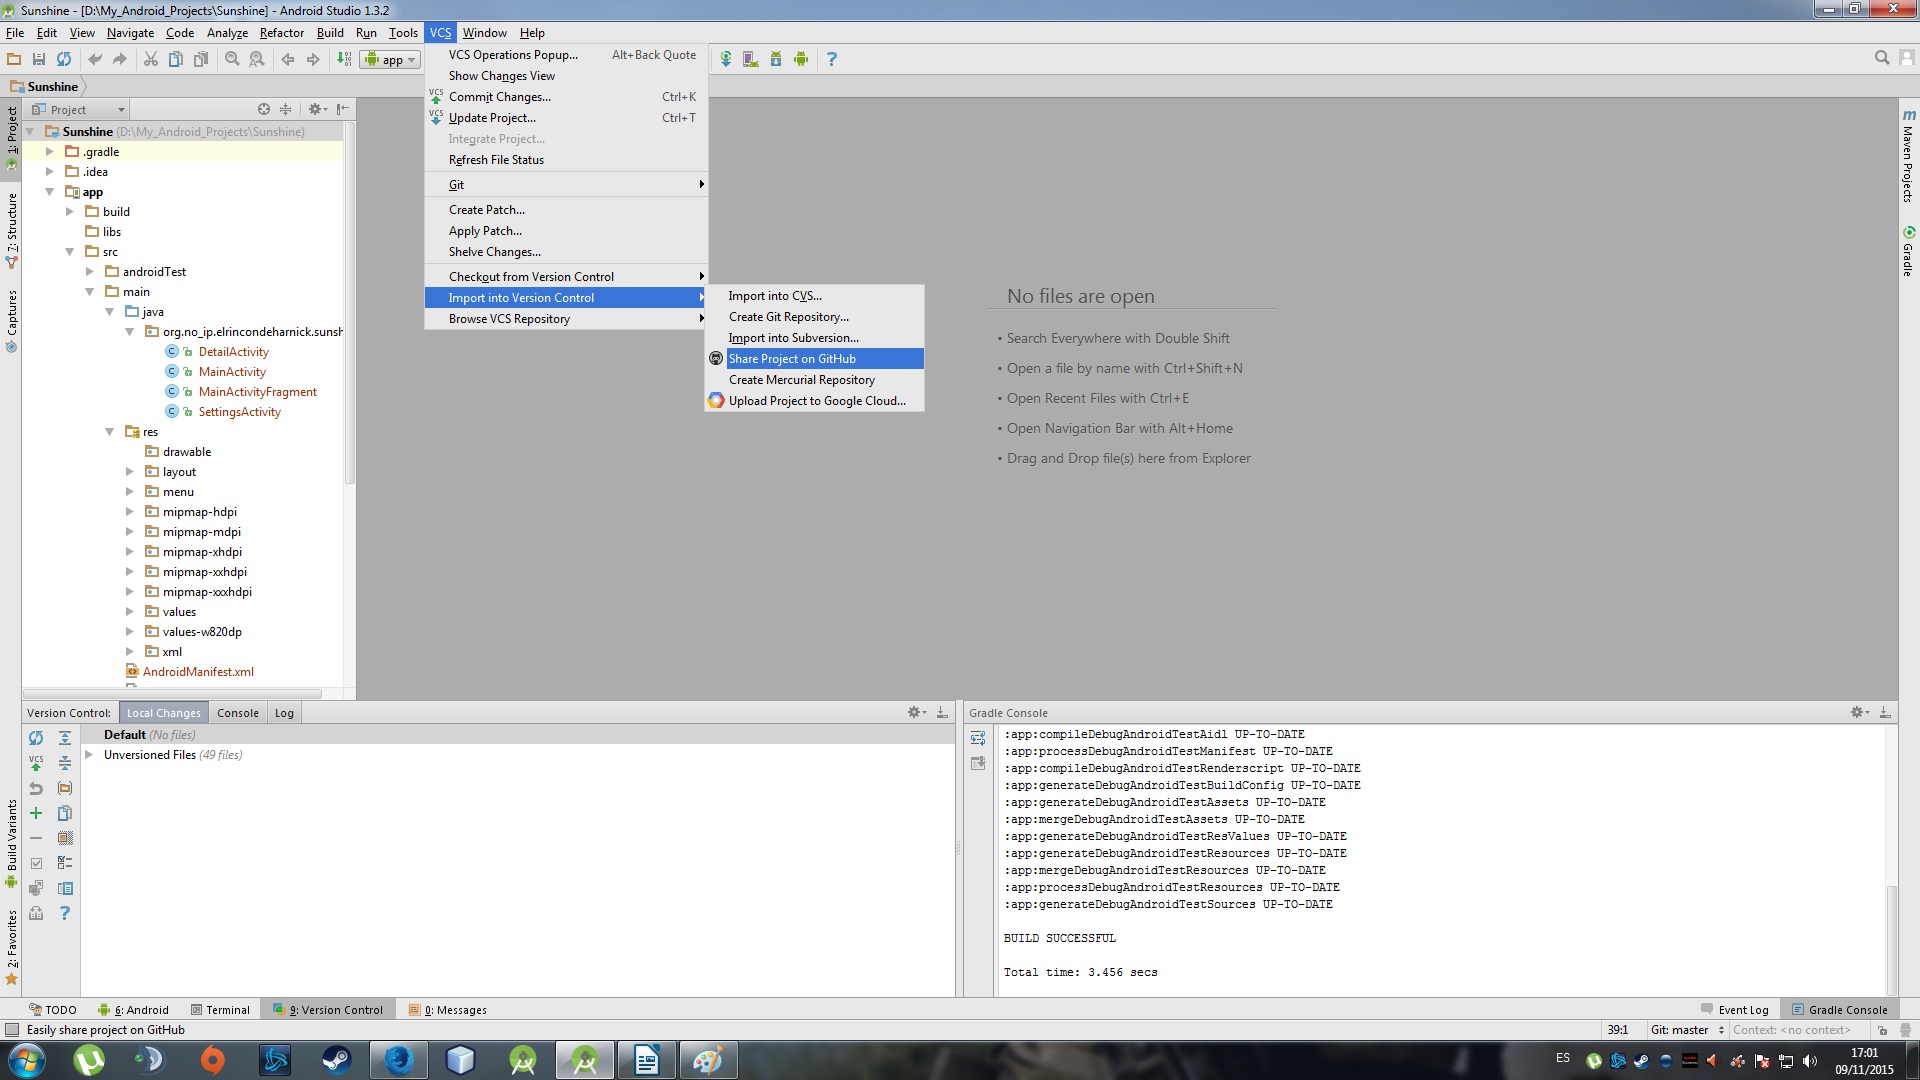 Sunshine - [D:\My_Android_Projects\Sunshine] - Android Studio 1.3.2
File Edit View Navigate Code Analyze Refactor Build Run Tools VCS Window Help
app
Sunshine
Project
Sunshine (D:\My_Android_Projects\Sunshine)
.gradle
.idea
app
build
libs
src
androidTest
main
java
org.no_ip.elrincondeharnick.sunsh
DetailActivity
MainActivity
MainActivityFragment
SettingsActivity
res
drawable
layout
menu
mipmap-hdpi
mipmap-mdpi
mipmap-xhdpi
mipmap-xxhdpi
mipmap-xxxhdpi
values
values-w820dp
xml
AndroidManifest.xml
1: Project
7: Structure
Captures
Build Variants
2: Favorites
VCS Operations Popup... Alt+Back Quote
Show Changes View
Commit Changes... Ctrl+K
Update Project... Ctrl+T
Integrate Project...
Refresh File Status
Git
Create Patch...
Apply Patch...
Shelve Changes...
Checkout from Version Control
Import into Version Control
Browse VCS Repository
Import into CVS...
Create Git Repository...
Import into Subversion...
Share Project on GitHub
Create Mercurial Repository
Upload Project to Google Cloud...
No files are open
• Search Everywhere with Double Shift
• Open a file by name with Ctrl+Shift+N
• Open Recent Files with Ctrl+E
• Open Navigation Bar with Alt+Home
• Drag and Drop file(s) here from Explorer
Maven Projects
Gradle
Version Control: Local Changes Console Log
Default (No files)
Unversioned Files (49 files)
Gradle Console
:app:compileDebugAndroidTestAidl UP-TO-DATE
:app:processDebugAndroidTestManifest UP-TO-DATE
:app:compileDebugAndroidTestRenderscript UP-TO-DATE
:app:generateDebugAndroidTestBuildConfig UP-TO-DATE
:app:generateDebugAndroidTestAssets UP-TO-DATE
:app:mergeDebugAndroidTestAssets UP-TO-DATE
:app:generateDebugAndroidTestResValues UP-TO-DATE
:app:generateDebugAndroidTestResources UP-TO-DATE
:app:mergeDebugAndroidTestResources UP-TO-DATE
:app:processDebugAndroidTestResources UP-TO-DATE
:app:generateDebugAndroidTestSources UP-TO-DATE
BUILD SUCCESSFUL
Total time: 3.456 secs
TODO 6: Android Terminal 9: Version Control 0: Messages Event Log Gradle Console
Easily share project on GitHub 39:1 Git: master Context: <no context>
ES 17:01
09/11/2015